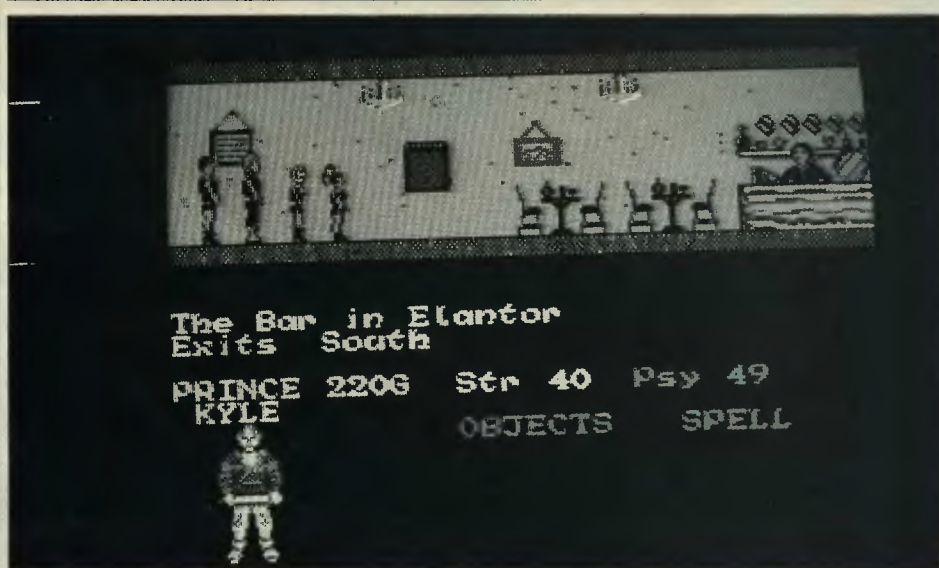 The Bar in Elantor
Exits South
PRINCE 220G Str 40 Psy 49
KYLE
OBJECTS SPELL